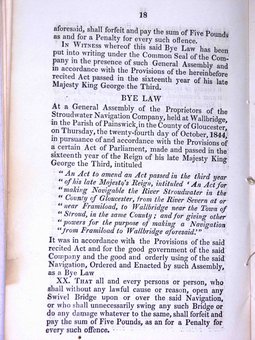 18
aforesaid, shall forfeit and pay the sum of Five Pounds
as and for a Penalty for every such offence.
In Witness whereof this said Bye Law has been
put into writing under the Common Seal of the Com-
pany in the presence of such General Assembly and
in accordance with the Provisions of the hereinbefore
recited Act passed in the sixteenth year of his late
Majesty King George the Third.
BYE LAW
At a General Assembly of the Proprietors of the
Stroudwater Navigation Company, held at Wallbridge,
in the Parish of Painswick, in the County of Gloucester,
on Thursday, the twenty-fourth day of October, 1844,
in pursuance of and accordance with the Provisions of
a certain Act of Parliament, made and passed in the
sixteenth year of the Reign of his late Majesty King
George the Third, intituled
"An Act to amend an Act passed in the third year
"of his late Majesty's Reign, intituled 'An Act for
"making Navigable the River Stroudwater in the
"County of Gloucester, from the River Severn at or
"near Framiload, to Wallbridge near the Town of
"Stroud, in the same County; and for giving other
"powers for the purpose of making a Navigation
"from Framiload to Wallbridge aforesaid.'"
It was in accordance with the Provisions of the said
recited Act and for the good government of the said
Company and the good and orderly using of the said
Navigation, Ordered and Enacted by such Assembly,
as a Bye Law
XX. That all and every persons or person, who
shall without any lawful cause or reason, open any
Swivel Bridge upon or over the said Navigation,
or who shall unnecessarily swing any such Bridge or
do any damage whatever to the same, shall forfeit and
pay the sum of Five Pounds, as an for a Penalty for
every such offence.